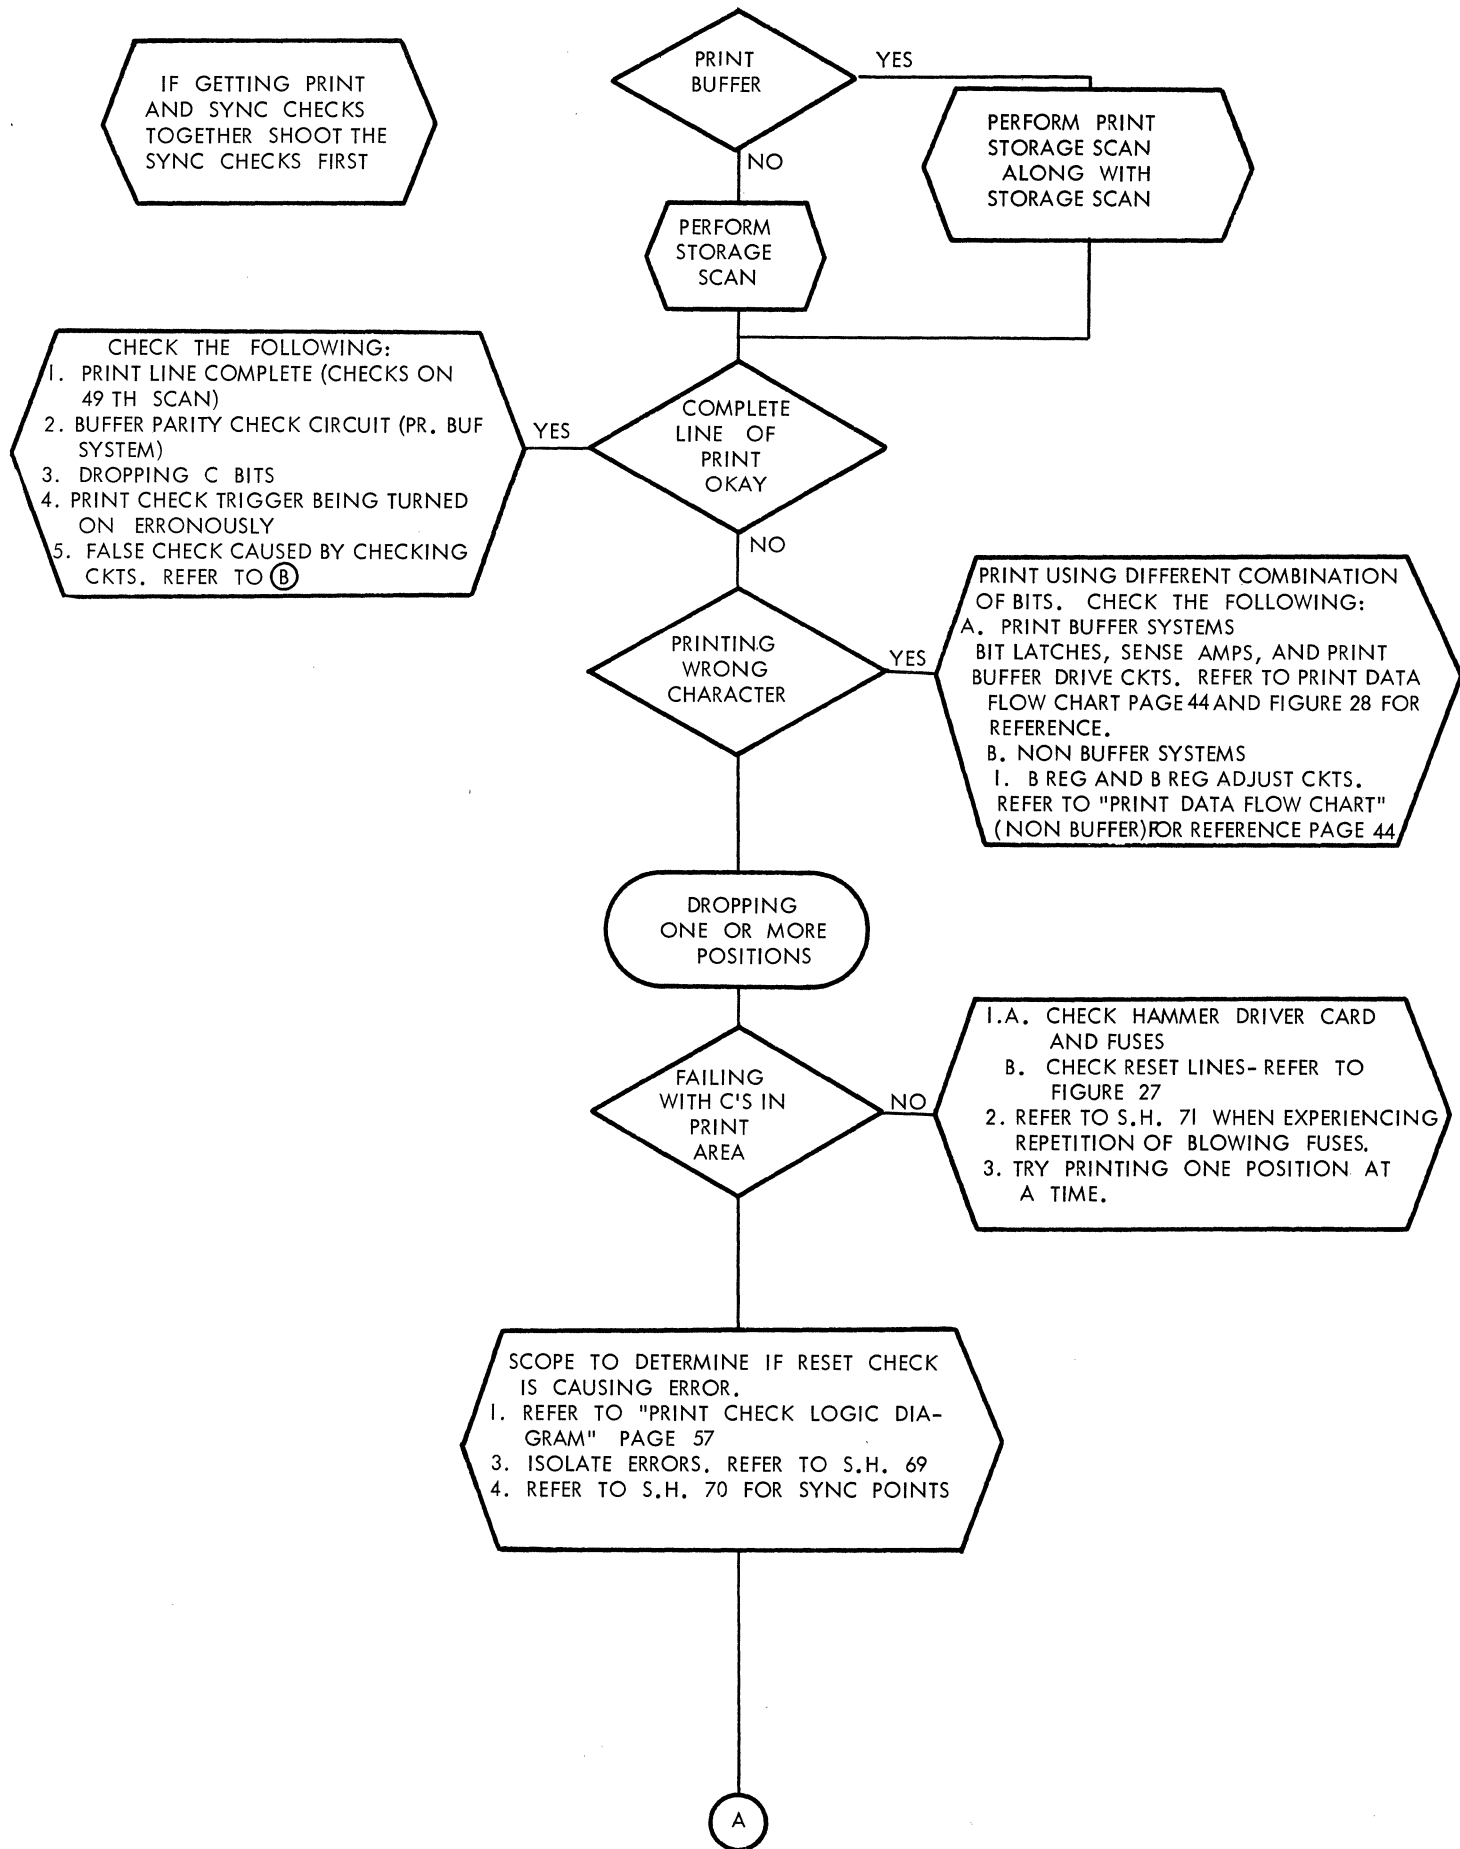 IF GETTING PRINT
AND SYNC CHECKS
TOGETHER SHOOT THE
SYNC CHECKS FIRST
PRINT
BUFFER
YES
NO
PERFORM PRINT
STORAGE SCAN
ALONG WITH
STORAGE SCAN
PERFORM
STORAGE
SCAN
CHECK THE FOLLOWING:
1. PRINT LINE COMPLETE (CHECKS ON
49 TH SCAN)
2. BUFFER PARITY CHECK CIRCUIT (PR. BUF
SYSTEM)
3. DROPPING C BITS
4. PRINT CHECK TRIGGER BEING TURNED
ON ERRONOUSLY
5. FALSE CHECK CAUSED BY CHECKING
CKTS. REFER TO B
YES
COMPLETE
LINE OF
PRINT
OKAY
NO
PRINTING
WRONG
CHARACTER
YES
PRINT USING DIFFERENT COMBINATION
OF BITS. CHECK THE FOLLOWING:
A. PRINT BUFFER SYSTEMS
BIT LATCHES, SENSE AMPS, AND PRINT
BUFFER DRIVE CKTS. REFER TO PRINT DATA
FLOW CHART PAGE 44 AND FIGURE 28 FOR
REFERENCE.
B. NON BUFFER SYSTEMS
1. B REG AND B REG ADJUST CKTS.
REFER TO "PRINT DATA FLOW CHART"
(NON BUFFER) FOR REFERENCE PAGE 44
DROPPING
ONE OR MORE
POSITIONS
FAILING
WITH C'S IN
PRINT
AREA
NO
1.A. CHECK HAMMER DRIVER CARD
AND FUSES
B. CHECK RESET LINES-REFER TO
FIGURE 27
2. REFER TO S.H. 71 WHEN EXPERIENCING
REPETITION OF BLOWING FUSES.
3. TRY PRINTING ONE POSITION AT
A TIME.
SCOPE TO DETERMINE IF RESET CHECK
IS CAUSING ERROR.
1. REFER TO "PRINT CHECK LOGIC DIA-
GRAM" PAGE 57
3. ISOLATE ERRORS. REFER TO S.H. 69
4. REFER TO S.H. 70 FOR SYNC POINTS
A